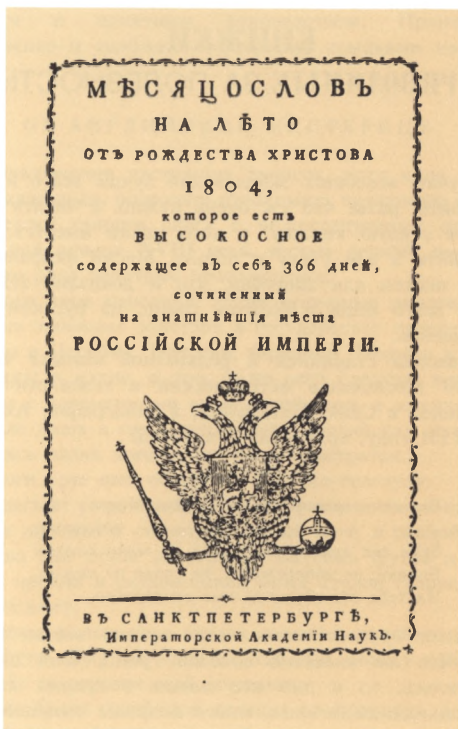 МѢСЯЦОСЛОВЪ
НА ЛѢТО
ОТЪ РОЖДЕСТВА ХРИСТОВА
1804,
которое есть
ВЫСОКОСНОЕ
содержащее въ себѣ 366 дней,
сочиненный
на знатнѣйшія мѣста
РОССІЙСКОЙ ИМПЕРІИ.
ВЪ САНКТПЕТЕРБУРГѢ,
Императорской Академіи Наукъ.